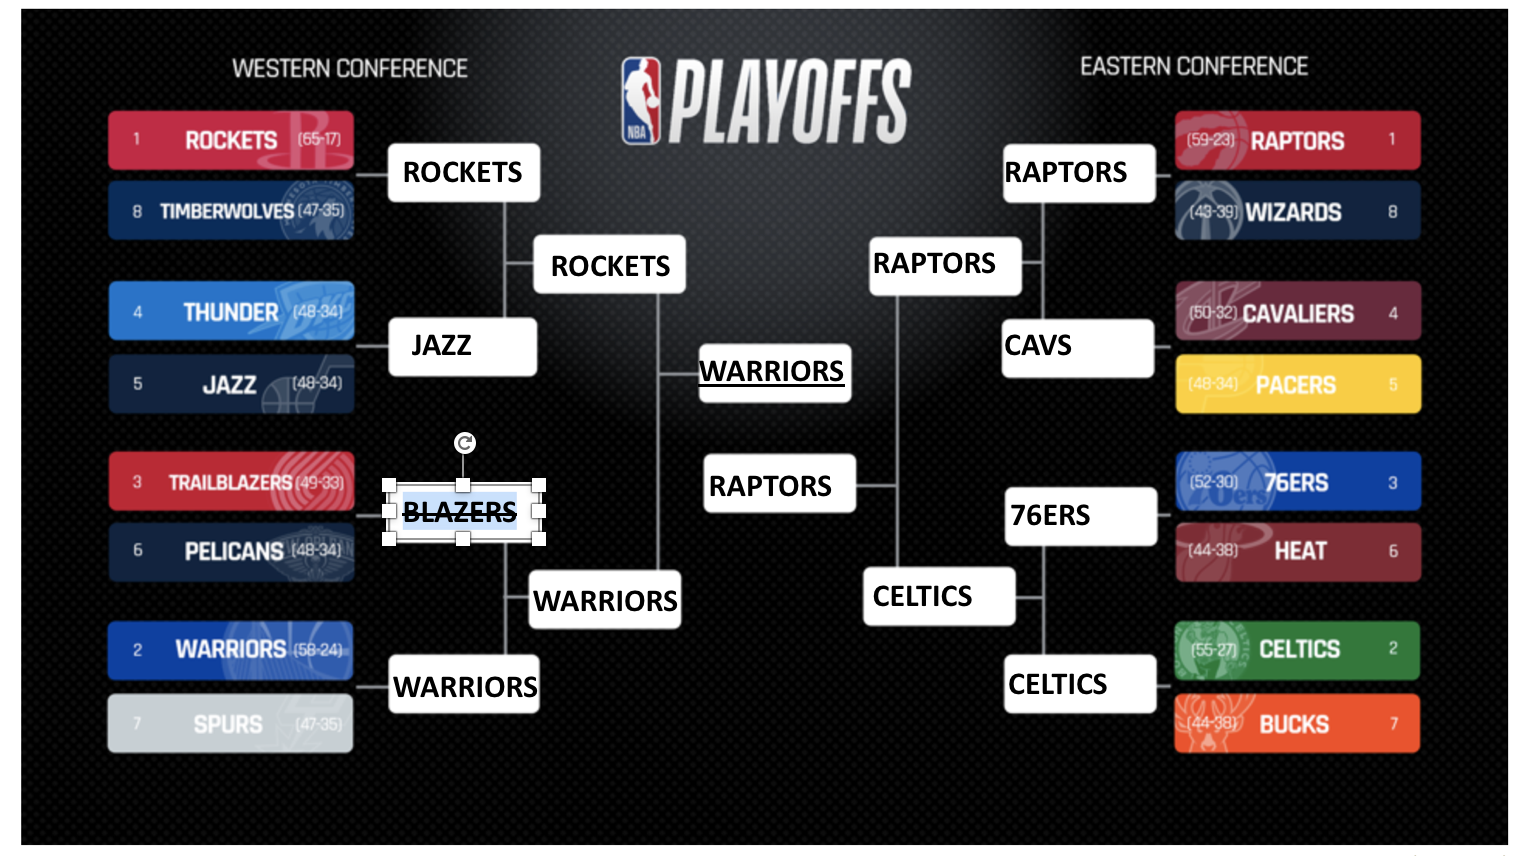 WESTERN CONFERENCE
NBA
PLAYOFFS
EASTERN CONFERENCE
1 ROCKETS (65-17)
8 TIMBERWOLVES (47-35)
4 THUNDER (48-34)
5 JAZZ (48-34)
3 TRAILBLAZERS (49-33)
6 PELICANS (48-34)
2 WARRIORS (58-24)
7 SPURS (47-35)
ROCKETS
JAZZ
BLAZERS
WARRIORS
ROCKETS
WARRIORS
WARRIORS
RAPTORS
RAPTORS
CELTICS
RAPTORS
CAVS
76ERS
CELTICS
(59-23) RAPTORS 1
(43-39) WIZARDS 8
(50-32) CAVALIERS 4
(48-34) PACERS 5
(52-30) 76ERS 3
(44-38) HEAT 6
(55-27) CELTICS 2
(44-38) BUCKS 7